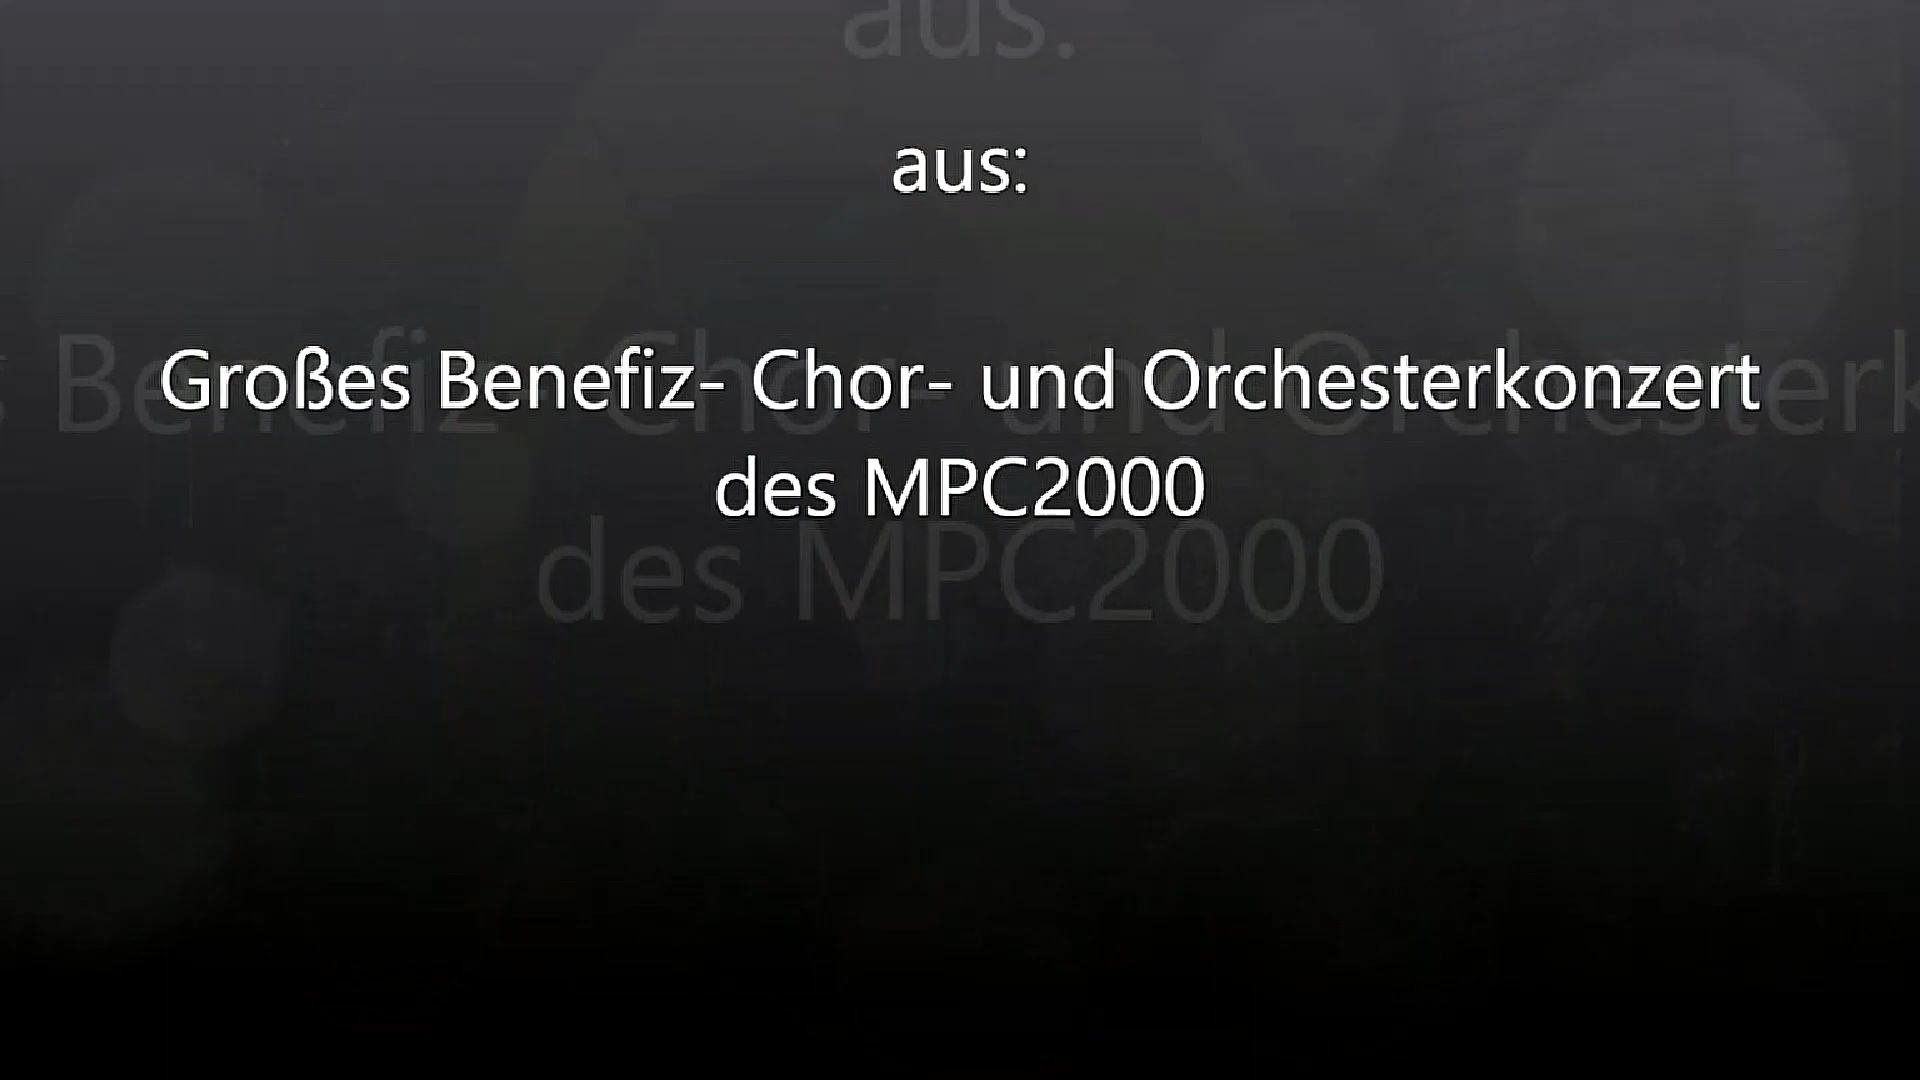 aus:
Großes Benefiz- Chor- und Orchesterkonzert
des MPC2000